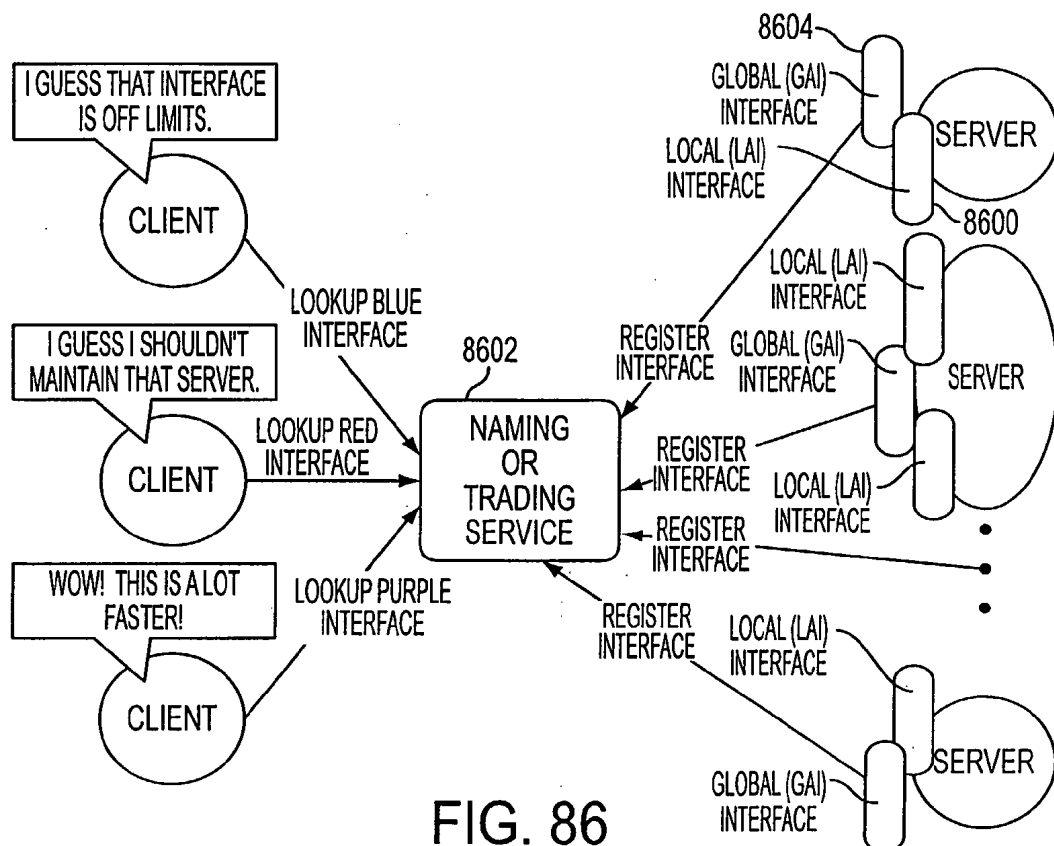 I GUESS THAT INTERFACE
IS OFF LIMITS.
CLIENT
LOOKUP BLUE
INTERFACE
I GUESS I SHOULDN'T
MAINTAIN THAT SERVER.
CLIENT
LOOKUP RED
INTERFACE
WOW! THIS IS A LOT
FASTER!
CLIENT
LOOKUP PURPLE
INTERFACE
8602
NAMING
OR
TRADING
SERVICE
REGISTER
INTERFACE
REGISTER
INTERFACE
REGISTER
INTERFACE
REGISTER
INTERFACE
8604
GLOBAL (GAI)
INTERFACE
LOCAL (LAI)
INTERFACE
SERVER
8600
LOCAL (LAI)
INTERFACE
GLOBAL (GAI)
INTERFACE
SERVER
LOCAL (LAI)
INTERFACE
LOCAL (LAI)
INTERFACE
SERVER
GLOBAL (GAI)
INTERFACE
FIG. 86